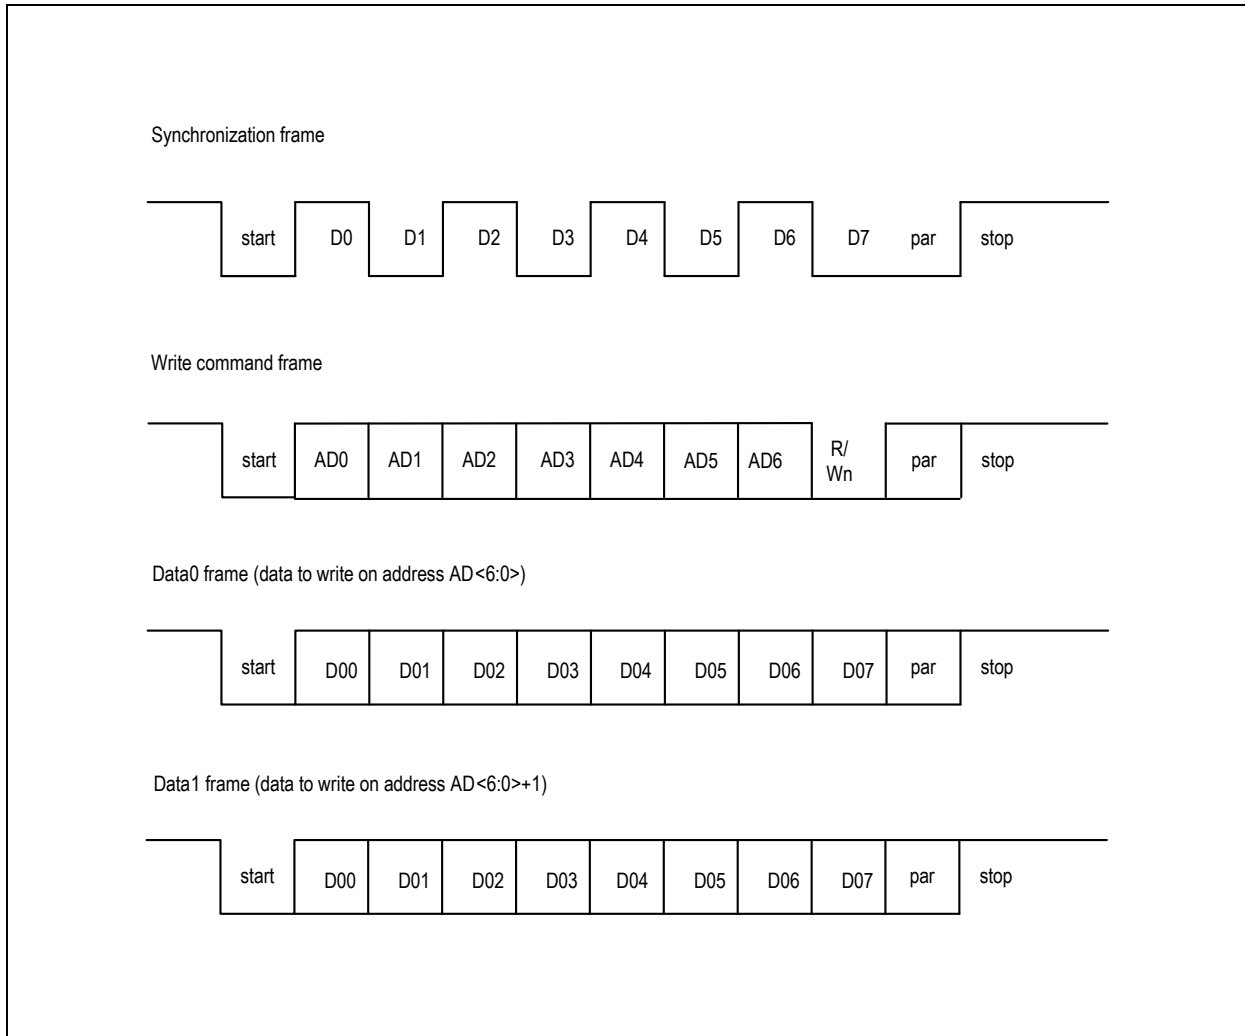 Synchronization frame
start D0 D1 D2 D3 D4 D5 D6 D7 par stop
Write command frame
start AD0 AD1 AD2 AD3 AD4 AD5 AD6 R/ Wn par stop
Data0 frame (data to write on address AD<6:0>)
start D00 D01 D02 D03 D04 D05 D06 D07 par stop
Data1 frame (data to write on address AD<6:0>+1)
start D00 D01 D02 D03 D04 D05 D06 D07 par stop